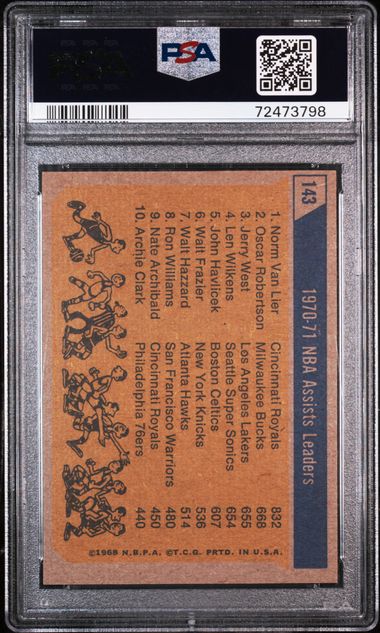 PSA
PSA
72473798
143
1970-71 NBA Assists Leaders
1. Norm Van Lier Cincinnati Royals 832
2. Oscar Robertson Milwaukee Bucks 668
3. Jerry West Los Angeles Lakers 655
4. Len Wilkens Seattle Super Sonics 654
5. John Havlicek Boston Celtics 607
6. Walt Frazier New York Knicks 536
7. Walt Hazzard Atlanta Hawks 514
8. Ron Williams San Francisco Warriors 480
9. Nate Archibald Cincinnati Royals 450
10. Archie Clark Philadelphia 76ers 440
©1968 N.B.P.A. ©T.C.G. PRTD. IN U.S.A.